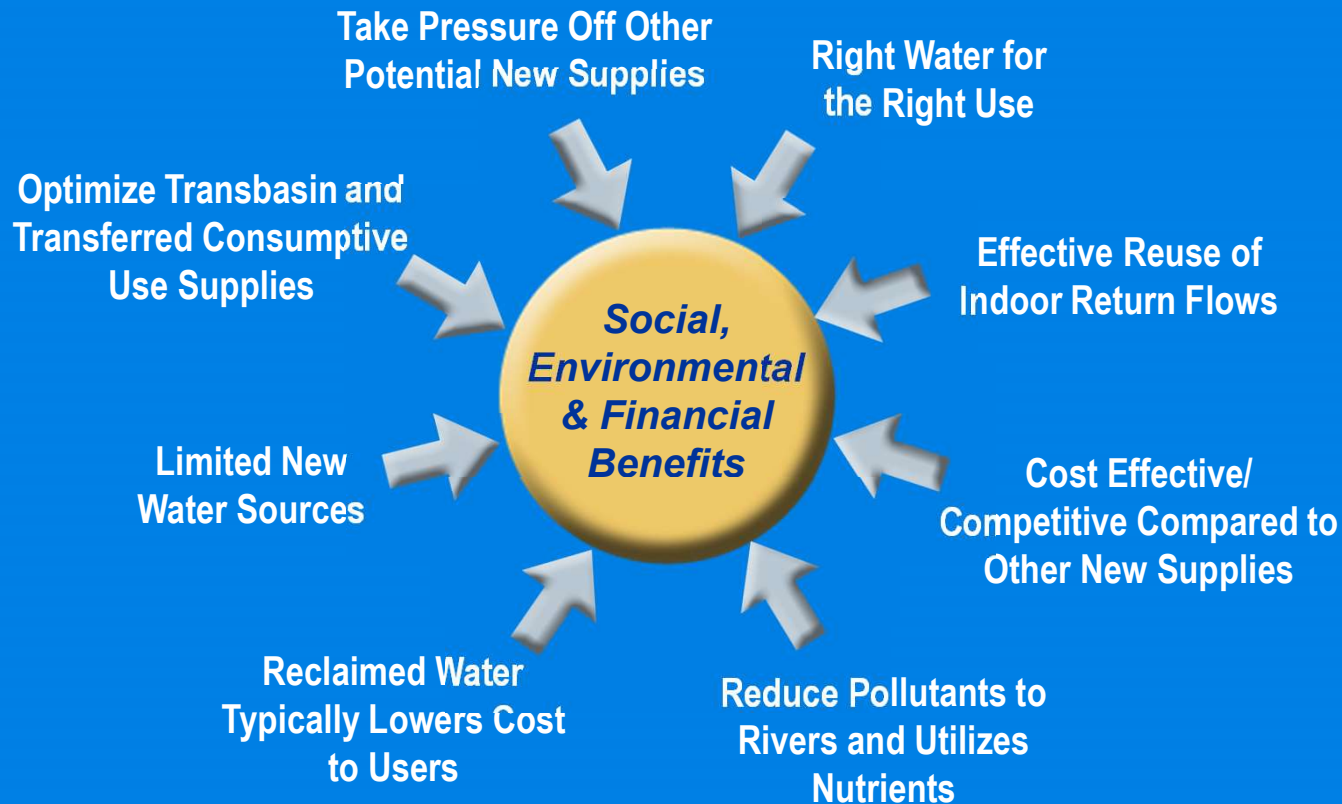 Take Pressure Off Other
Potential New Supplies
Right Water for
the Right Use
Optimize Transbasin and
Transferred Consumptive
Use Supplies
Effective Reuse of
Indoor Return Flows
Social,
Environmental
& Financial
Benefits
Limited New
Water Sources
Cost Effective/
Competitive Compared to
Other New Supplies
Reclaimed Water
Typically Lowers Cost
to Users
Reduce Pollutants to
Rivers and Utilizes
Nutrients